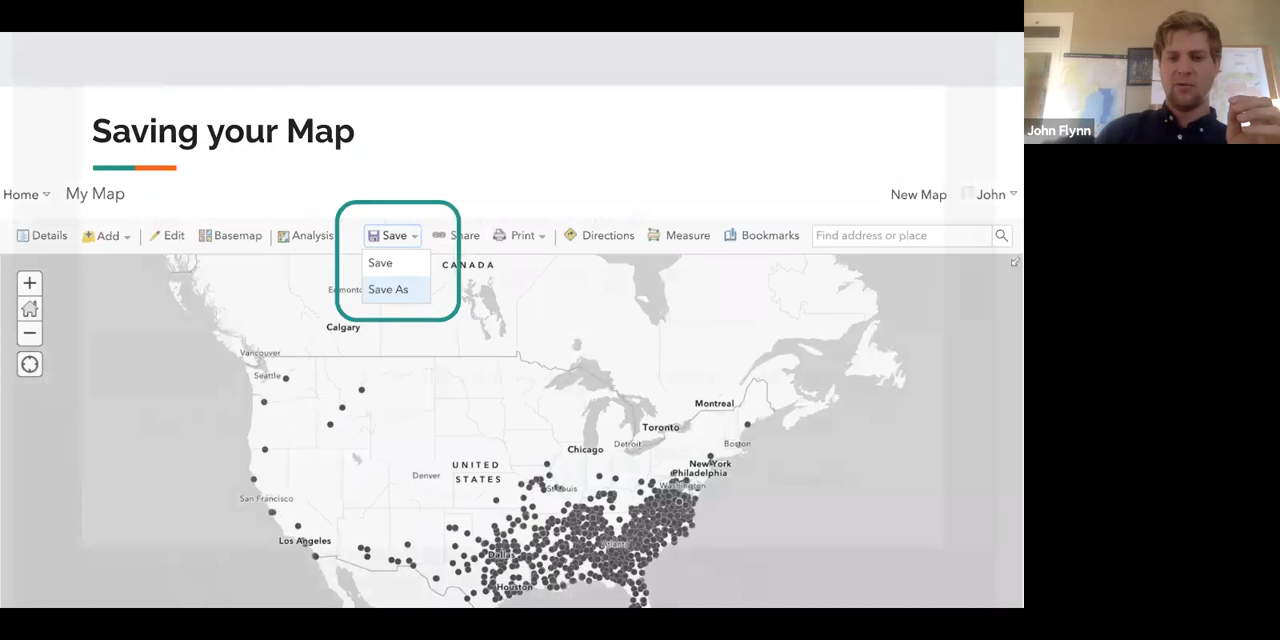 Saving your Map
Home My Map New Map John
Details Add Edit Basemap Analysis Save Share Print Directions Measure Bookmarks Find address or place
Save
Save As
CANADA
Edmonto
Calgary
Vancouver
Seattle
Montreal
Toronto
Boston
Detroit
Chicago
New York
Philadelphia
UNITED
STATES
Denver
Washington
St Louis
San Francisco
Los Angeles
Atlanta
Dallas
Houston
John Flynn